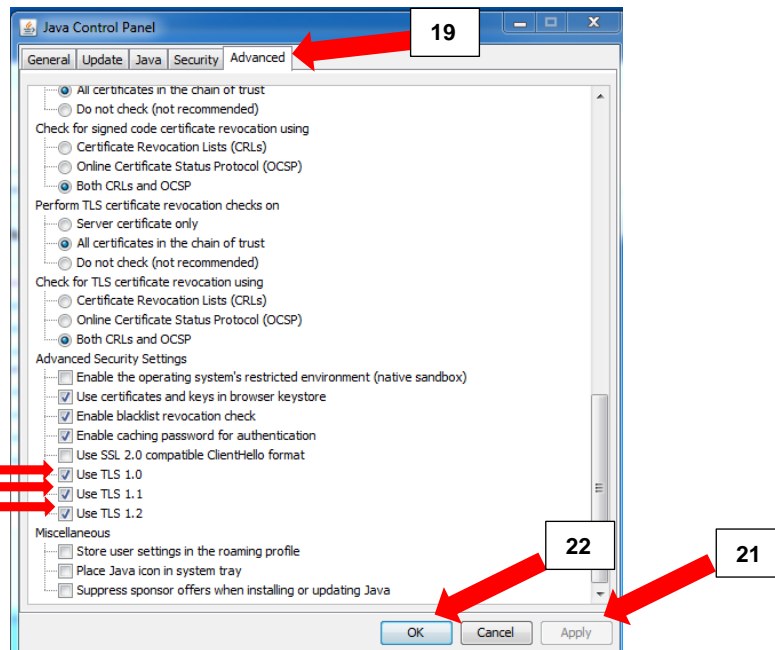 Java Control Panel
19
General Update Java Security Advanced
All certificates in the chain of trust
Do not check (not recommended)
Check for signed code certificate revocation using
Certificate Revocation Lists (CRLs)
Online Certificate Status Protocol (OCSP)
Both CRLs and OCSP
Perform TLS certificate revocation checks on
Server certificate only
All certificates in the chain of trust
Do not check (not recommended)
Check for TLS certificate revocation using
Certificate Revocation Lists (CRLs)
Online Certificate Status Protocol (OCSP)
Both CRLs and OCSP
Advanced Security Settings
Enable the operating system's restricted environment (native sandbox)
Use certificates and keys in browser keystore
Enable blacklist revocation check
Enable caching password for authentication
Use SSL 2.0 compatible ClientHello format
Use TLS 1.0
Use TLS 1.1
Use TLS 1.2
Miscellaneous
Store user settings in the roaming profile
Place Java icon in system tray
Suppress sponsor offers when installing or updating Java
22
21
OK Cancel Apply